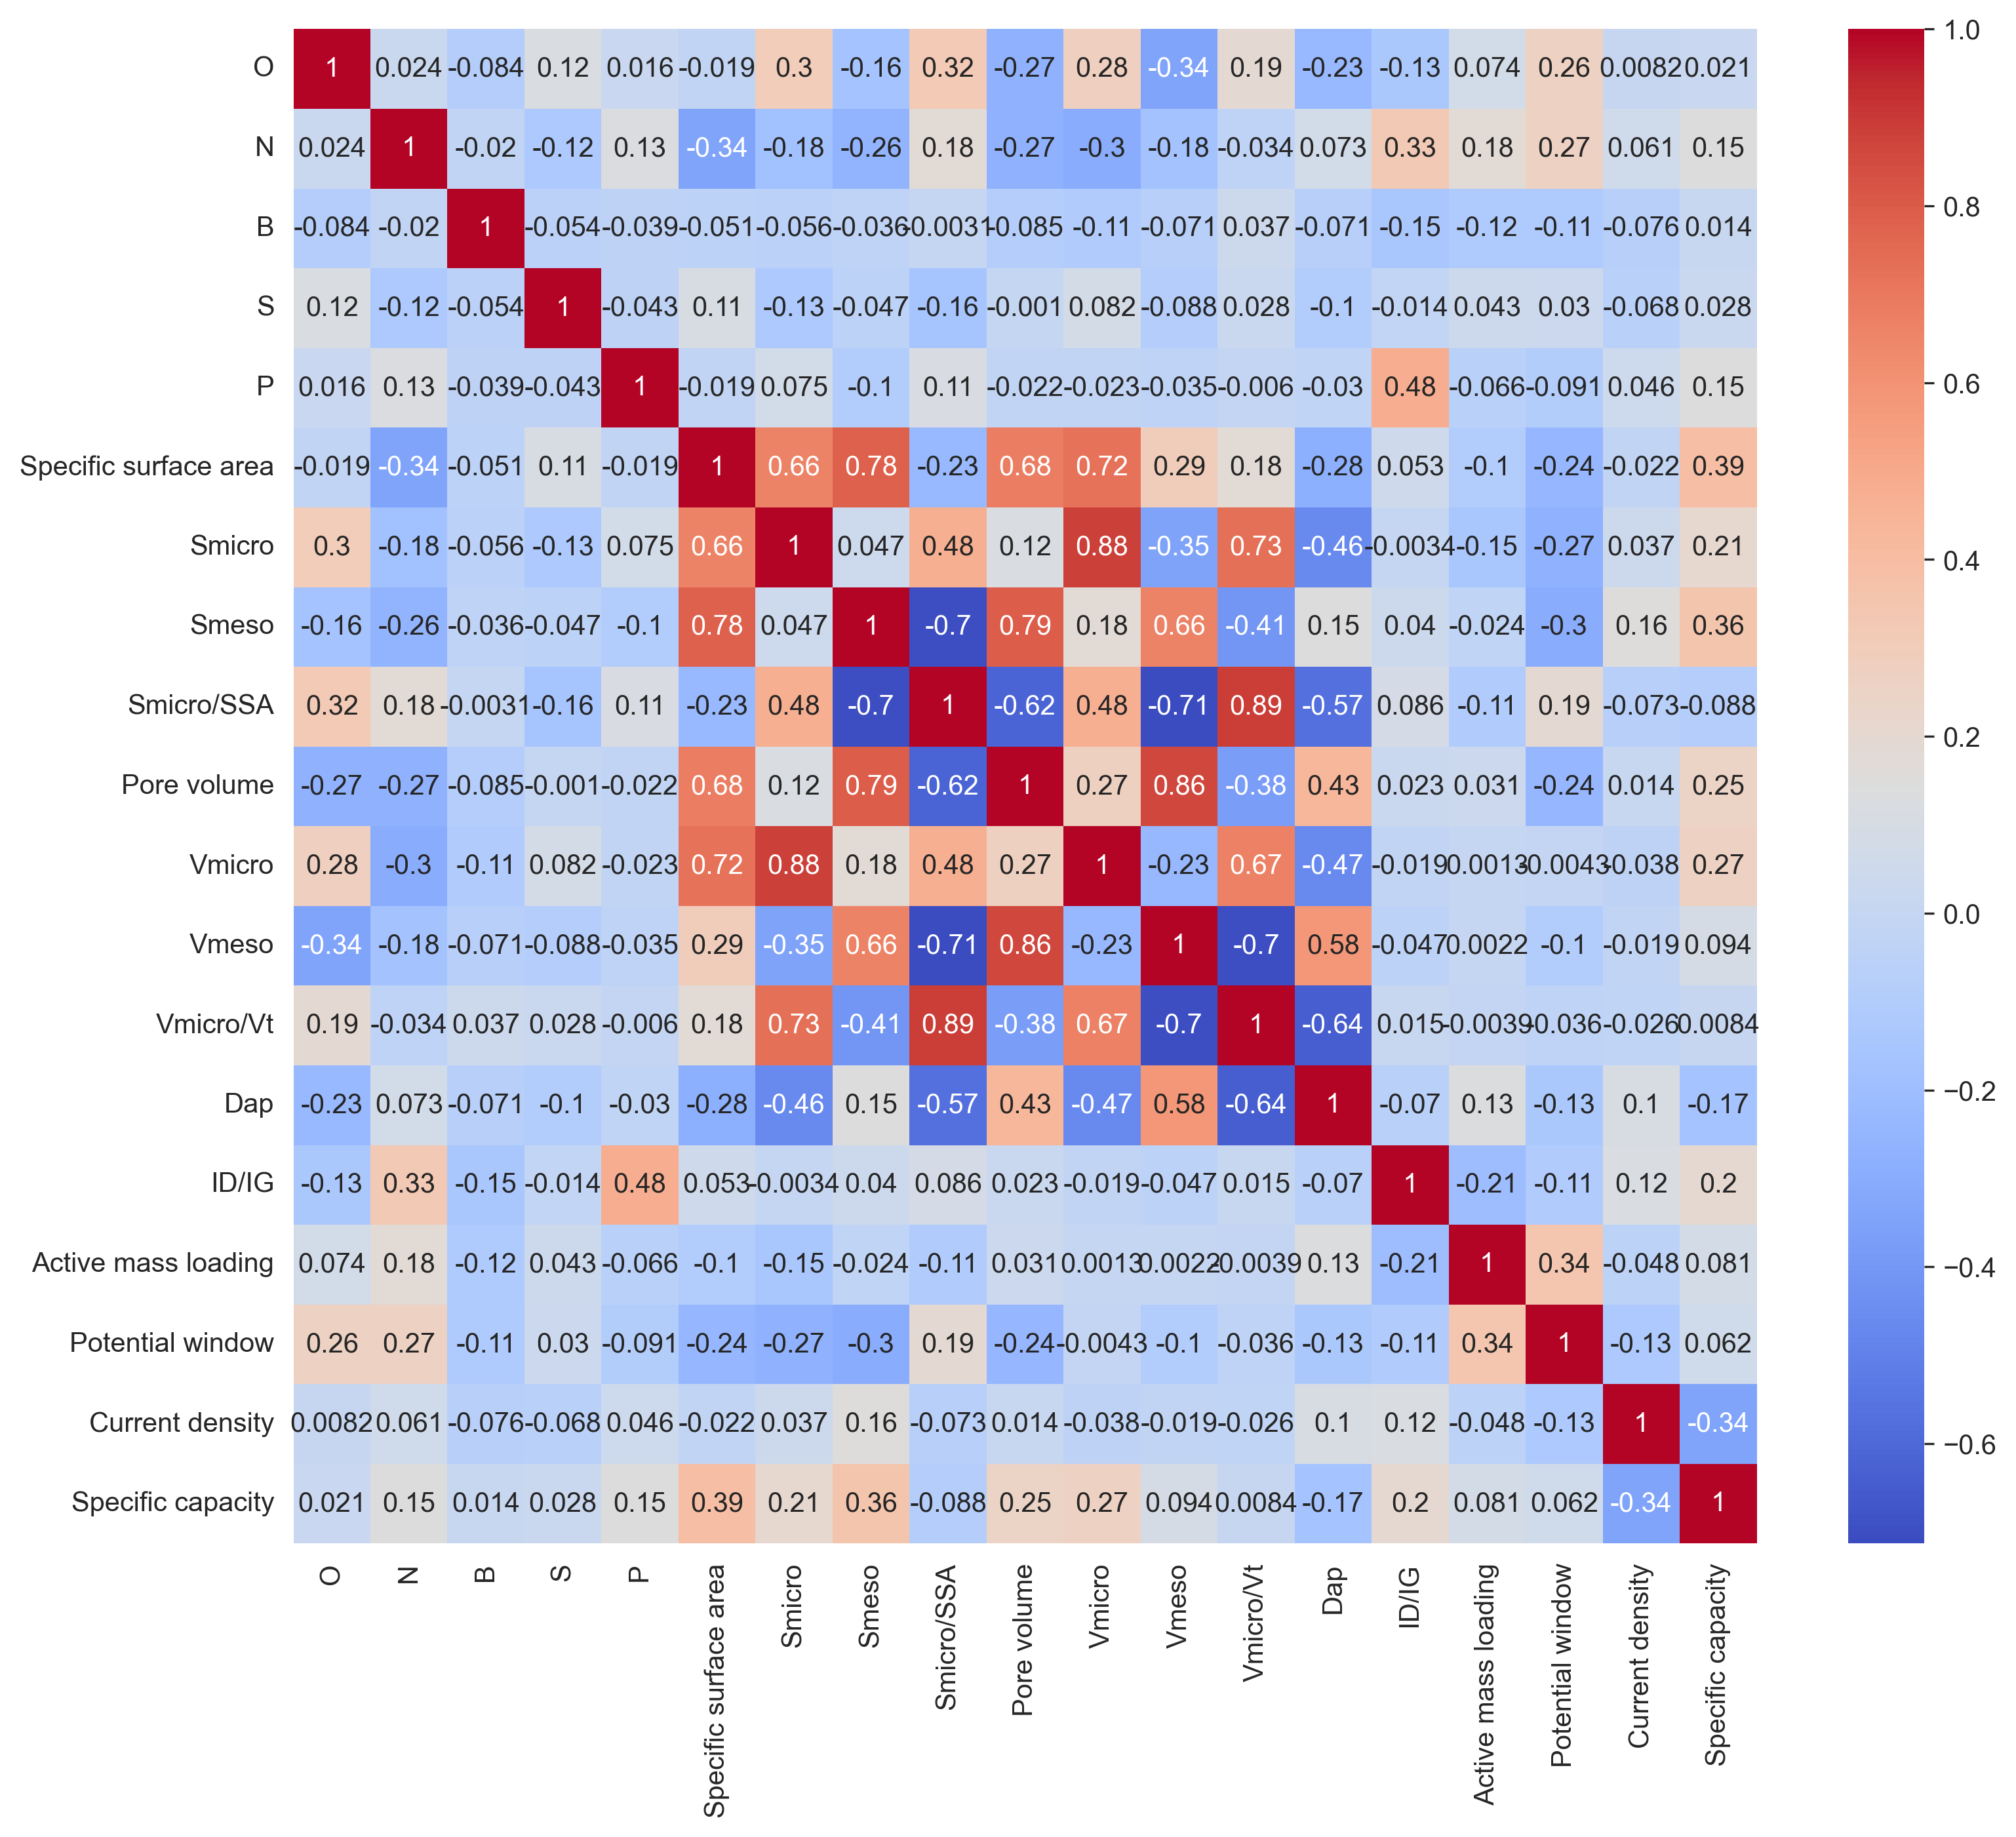 O 1 0.024 -0.084 0.12 0.016 -0.019 0.3 -0.16 0.32 -0.27 0.28 -0.34 0.19 -0.23 -0.13 0.074 0.26 0.0082 0.021
N 0.024 1 -0.02 -0.12 0.13 -0.34 -0.18 -0.26 0.18 -0.27 -0.3 -0.18 -0.034 0.073 0.33 0.18 0.27 0.061 0.15
B -0.084 -0.02 1 -0.054 -0.039 -0.051 -0.056 -0.036 -0.0031 -0.085 -0.11 -0.071 0.037 -0.071 -0.15 -0.12 -0.11 -0.076 0.014
S 0.12 -0.12 -0.054 1 -0.043 0.11 -0.13 -0.047 -0.16 -0.001 0.082 -0.088 0.028 -0.1 -0.014 0.043 0.03 -0.068 0.028
P 0.016 0.13 -0.039 -0.043 1 -0.019 0.075 -0.1 0.11 -0.022 -0.023 -0.035 -0.006 -0.03 0.48 -0.066 -0.091 0.046 0.15
Specific surface area -0.019 -0.34 -0.051 0.11 -0.019 1 0.66 0.78 -0.23 0.68 0.72 0.29 0.18 -0.28 0.053 -0.1 -0.24 -0.022 0.39
Smicro 0.3 -0.18 -0.056 -0.13 0.075 0.66 1 0.047 0.48 0.12 0.88 -0.35 0.73 -0.46 -0.0034 -0.15 -0.27 0.037 0.21
Smeso -0.16 -0.26 -0.036 -0.047 -0.1 0.78 0.047 1 -0.7 0.79 0.18 0.66 -0.41 0.15 0.04 -0.024 -0.3 0.16 0.36
Smicro/SSA 0.32 0.18 -0.0031 -0.16 0.11 -0.23 0.48 -0.7 1 -0.62 0.48 -0.71 0.89 -0.57 0.086 -0.11 0.19 -0.073 -0.088
Pore volume -0.27 -0.27 -0.085 -0.001 -0.022 0.68 0.12 0.79 -0.62 1 0.27 0.86 -0.38 0.43 0.023 0.031 -0.24 0.014 0.25
Vmicro 0.28 -0.3 -0.11 0.082 -0.023 0.72 0.88 0.18 0.48 0.27 1 -0.23 0.67 -0.47 -0.019 0.0013 -0.0043 -0.038 0.27
Vmeso -0.34 -0.18 -0.071 -0.088 -0.035 0.29 -0.35 0.66 -0.71 0.86 -0.23 1 -0.7 0.58 -0.047 0.0022 -0.1 -0.019 0.094
Vmicro/Vt 0.19 -0.034 0.037 0.028 -0.006 0.18 0.73 -0.41 0.89 -0.38 0.67 -0.7 1 -0.64 0.015 -0.0039 -0.036 -0.026 0.0084
Dap -0.23 0.073 -0.071 -0.1 -0.03 -0.28 -0.46 0.15 -0.57 0.43 -0.47 0.58 -0.64 1 -0.07 0.13 -0.13 0.1 -0.17
ID/IG -0.13 0.33 -0.15 -0.014 0.48 0.053 -0.0034 0.04 0.086 0.023 -0.019 -0.047 0.015 -0.07 1 -0.21 -0.11 0.12 0.2
Active mass loading 0.074 0.18 -0.12 0.043 -0.066 -0.1 -0.15 -0.024 -0.11 0.031 0.0013 0.0022 -0.0039 0.13 -0.21 1 0.34 -0.048 0.081
Potential window 0.26 0.27 -0.11 0.03 -0.091 -0.24 -0.27 -0.3 0.19 -0.24 -0.0043 -0.1 -0.036 -0.13 -0.11 0.34 1 -0.13 0.062
Current density 0.0082 0.061 -0.076 -0.068 0.046 -0.022 0.037 0.16 -0.073 0.014 -0.038 -0.019 -0.026 0.1 0.12 -0.048 -0.13 1 -0.34
Specific capacity 0.021 0.15 0.014 0.028 0.15 0.39 0.21 0.36 -0.088 0.25 0.27 0.094 0.0084 -0.17 0.2 0.081 0.062 -0.34 1
O
N
B
S
P
Specific surface area
Smicro
Smeso
Smicro/SSA
Pore volume
Vmicro
Vmeso
Vmicro/Vt
Dap
ID/IG
Active mass loading
Potential window
Current density
Specific capacity
1.0
0.8
0.6
0.4
0.2
0.0
−0.2
−0.4
−0.6